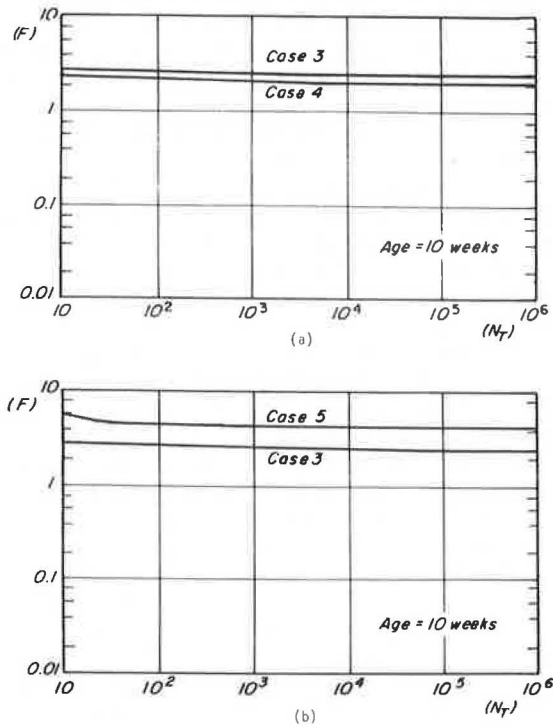 10
(F)
Case 3
Case 4
1
0.1
Age = 10 weeks
0.01
10 10² 10³ 10⁴ 10⁵ 10⁶
(N_T)
(a)
10
(F)
Case 5
Case 3
1
0.1
Age = 10 weeks
0.01
10 10² 10³ 10⁴ 10⁵ 10⁶
(N_T)
(b)